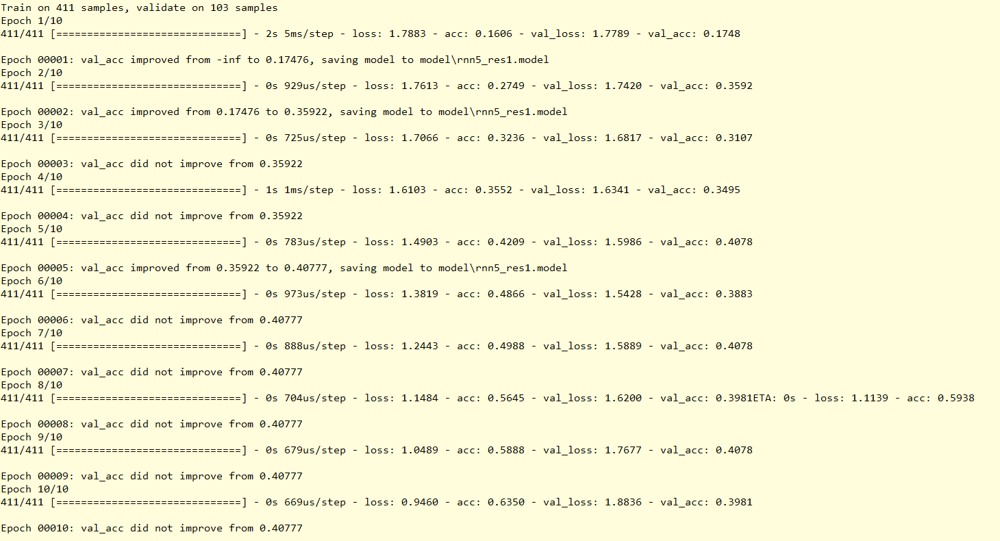 Train on 411 samples, validate on 103 samples
Epoch 1/10
411/411 [==============================] - 2s 5ms/step - loss: 1.7883 - acc: 0.1606 - val_loss: 1.7789 - val_acc: 0.1748
Epoch 00001: val_acc improved from -inf to 0.17476, saving model to model\rnn5_res1.model
Epoch 2/10
411/411 [==============================] - 0s 929us/step - loss: 1.7613 - acc: 0.2749 - val_loss: 1.7420 - val_acc: 0.3592
Epoch 00002: val_acc improved from 0.17476 to 0.35922, saving model to model\rnn5_res1.model
Epoch 3/10
411/411 [==============================] - 0s 725us/step - loss: 1.7066 - acc: 0.3236 - val_loss: 1.6817 - val_acc: 0.3107
Epoch 00003: val_acc did not improve from 0.35922
Epoch 4/10
411/411 [==============================] - 1s 1ms/step - loss: 1.6103 - acc: 0.3552 - val_loss: 1.6341 - val_acc: 0.3495
Epoch 00004: val_acc did not improve from 0.35922
Epoch 5/10
411/411 [==============================] - 0s 783us/step - loss: 1.4903 - acc: 0.4209 - val_loss: 1.5986 - val_acc: 0.4078
Epoch 00005: val_acc improved from 0.35922 to 0.40777, saving model to model\rnn5_res1.model
Epoch 6/10
411/411 [==============================] - 0s 973us/step - loss: 1.3819 - acc: 0.4866 - val_loss: 1.5428 - val_acc: 0.3883
Epoch 00006: val_acc did not improve from 0.40777
Epoch 7/10
411/411 [==============================] - 0s 888us/step - loss: 1.2443 - acc: 0.4988 - val_loss: 1.5889 - val_acc: 0.4078
Epoch 00007: val_acc did not improve from 0.40777
Epoch 8/10
411/411 [==============================] - 0s 704us/step - loss: 1.1484 - acc: 0.5645 - val_loss: 1.6200 - val_acc: 0.3981ETA: 0s - loss: 1.1139 - acc: 0.5938
Epoch 00008: val_acc did not improve from 0.40777
Epoch 9/10
411/411 [==============================] - 0s 679us/step - loss: 1.0489 - acc: 0.5888 - val_loss: 1.7677 - val_acc: 0.4078
Epoch 00009: val_acc did not improve from 0.40777
Epoch 10/10
411/411 [==============================] - 0s 669us/step - loss: 0.9460 - acc: 0.6350 - val_loss: 1.8836 - val_acc: 0.3981
Epoch 00010: val_acc did not improve from 0.40777